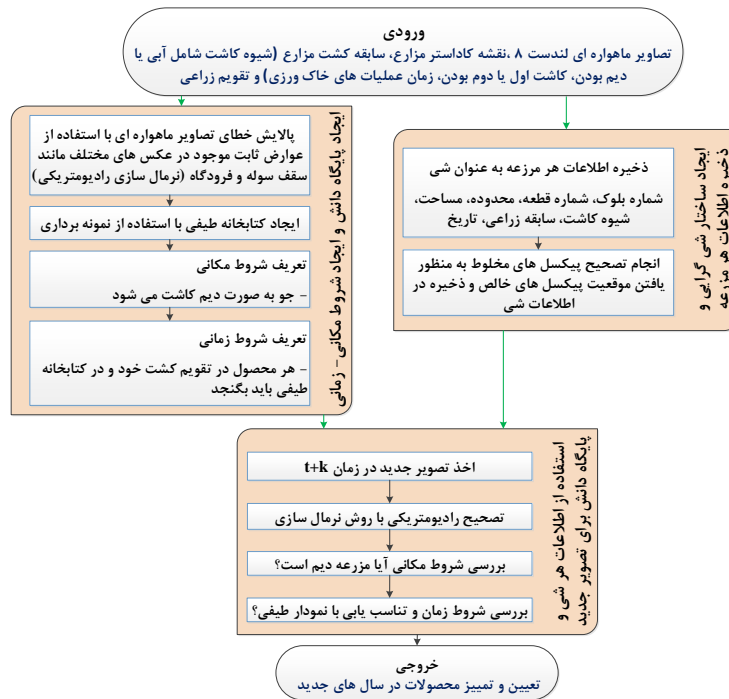 ورودی
تصاویر ماهواره ای لندست ۸ ،نقشه کاداستر مزارع، سابقه کشت مزارع (شیوه کاشت شامل آبی یا
دیم بودن، کاشت اول یا دوم بودن، زمان عملیات های خاک ورزی) و تقویم زراعی
ذخیره اطلاعات هر مزرعه به عنوان شی
شماره بلوک، شماره قطعه، محدوده، مساحت،
شیوه کاشت، سابقه زراعی، تاریخ
انجام تصحیح پیکسل های مخلوط به منظور
یافتن موقعیت پیکسل های خالص و ذخیره در
اطلاعات شی
ایجاد ساختار شی گرایی و
ذخیره اطلاعات هر مزرعه
پالایش خطای تصاویر ماهواره ای با استفاده از
عوارض ثابت موجود در عکس های مختلف مانند
سقف سوله و فرودگاه (نرمال سازی رادیومتریکی)
ایجاد کتابخانه طیفی با استفاده از نمونه برداری
تعریف شروط مکانی
- جو به صورت دیم کاشت می شود
تعریف شروط زمانی
- هر محصول در تقویم کشت خود و در کتابخانه
طیفی باید بگنجد
ایجاد پایگاه دانش و ایجاد شروط مکانی- زمانی
اخذ تصویر جدید در زمان t+k
تصحیح رادیومتریکی با روش نرمال سازی
بررسی شروط مکانی آیا مزرعه دیم است؟
بررسی شروط زمان و تناسب یابی با نمودار طیفی؟
استفاده از اطلاعات هر شی و
پایگاه دانش برای تصویر جدید
خروجی
تعیین و تمییز محصولات در سال های جدید